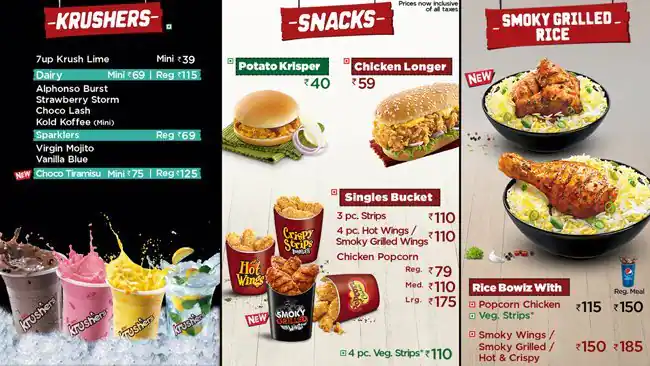 KRUSHERS
7up Krush Lime Mini ₹39
Dairy Mini ₹69 | Reg ₹115
Alphonso Burst
Strawberry Storm
Choco Lash
Kold Koffee (Mini)
Sparklers Reg ₹69
Virgin Mojito
Vanilla Blue
NEW Choco Tiramisu Mini ₹75 | Reg ₹125
Krushers
Krushers
Krushers
Krushers
SNACKS
Prices now inclusive
of all taxes
Potato Krisper
₹40
Chicken Longer
₹59
Singles Bucket
3 pc. Strips ₹110
4 pc. Hot Wings /
Smoky Grilled Wings ₹110
Chicken Popcorn
Reg. ₹79
Med. ₹110
Lrg. ₹175
Crispy
Strips
Hot
Wings
NEW
SMOKY
GRILLED
4 pc. Veg. Strips* ₹110
SMOKY GRILLED
RICE
NEW
Rice Bowlz With
Reg. Meal
Popcorn Chicken ₹115 ₹150
Veg. Strips*
Smoky Wings /
Smoky Grilled / ₹150 ₹185
Hot & Crispy